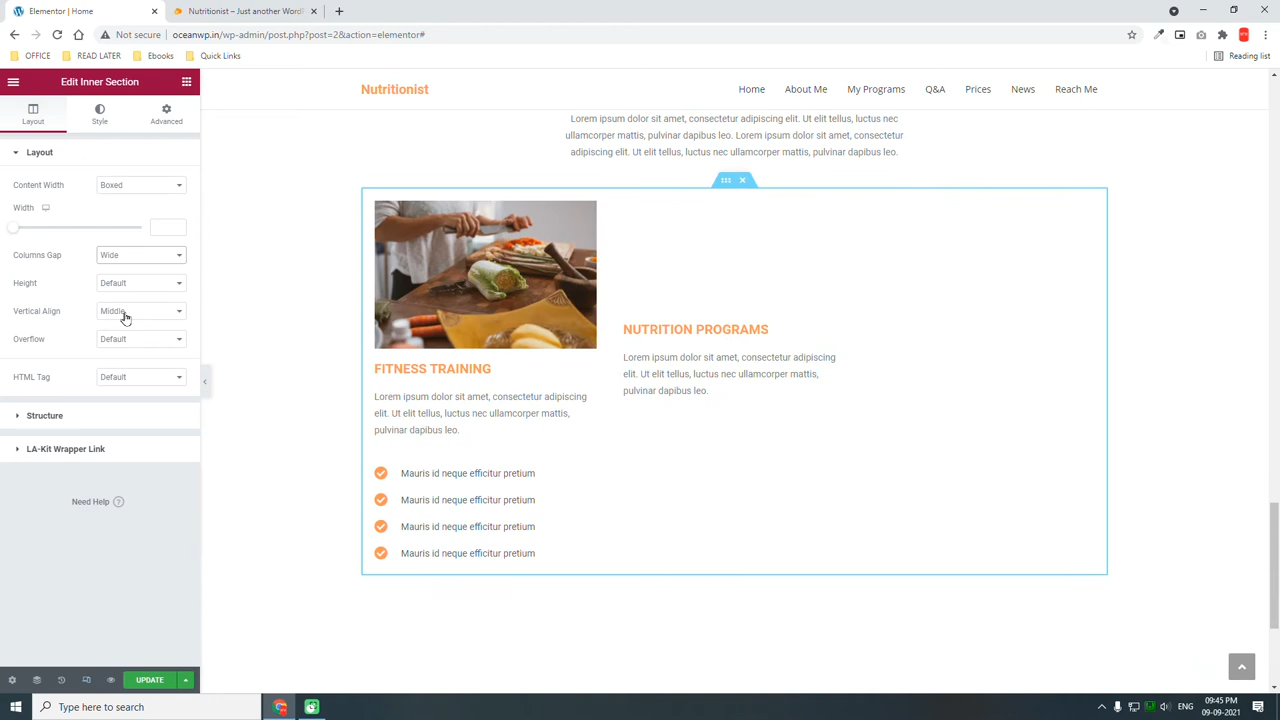 Elementor | Home
Nutritionist – Just another WordP
Not secure | oceanwp.in/wp-admin/post.php?post=2&action=elementor#
OFFICE
READ LATER
Ebooks
Quick Links
Reading list
Edit Inner Section
Layout
Style
Advanced
Layout
Content Width
Boxed
Width
Columns Gap
Wide
Height
Default
Vertical Align
Middle
Overflow
Default
HTML Tag
Default
Structure
LA-Kit Wrapper Link
Need Help
UPDATE
Nutritionist
Home
About Me
My Programs
Q&A
Prices
News
Reach Me
Lorem ipsum dolor sit amet, consectetur adipiscing elit. Ut elit tellus, luctus nec
ullamcorper mattis, pulvinar dapibus leo. Lorem ipsum dolor sit amet, consectetur
adipiscing elit. Ut elit tellus, luctus nec ullamcorper mattis, pulvinar dapibus leo.
FITNESS TRAINING
Lorem ipsum dolor sit amet, consectetur adipiscing
elit. Ut elit tellus, luctus nec ullamcorper mattis,
pulvinar dapibus leo.
Mauris id neque efficitur pretium
Mauris id neque efficitur pretium
Mauris id neque efficitur pretium
Mauris id neque efficitur pretium
NUTRITION PROGRAMS
Lorem ipsum dolor sit amet, consectetur adipiscing
elit. Ut elit tellus, luctus nec ullamcorper mattis,
pulvinar dapibus leo.
Type here to search
ENG
09:45 PM
09-09-2021